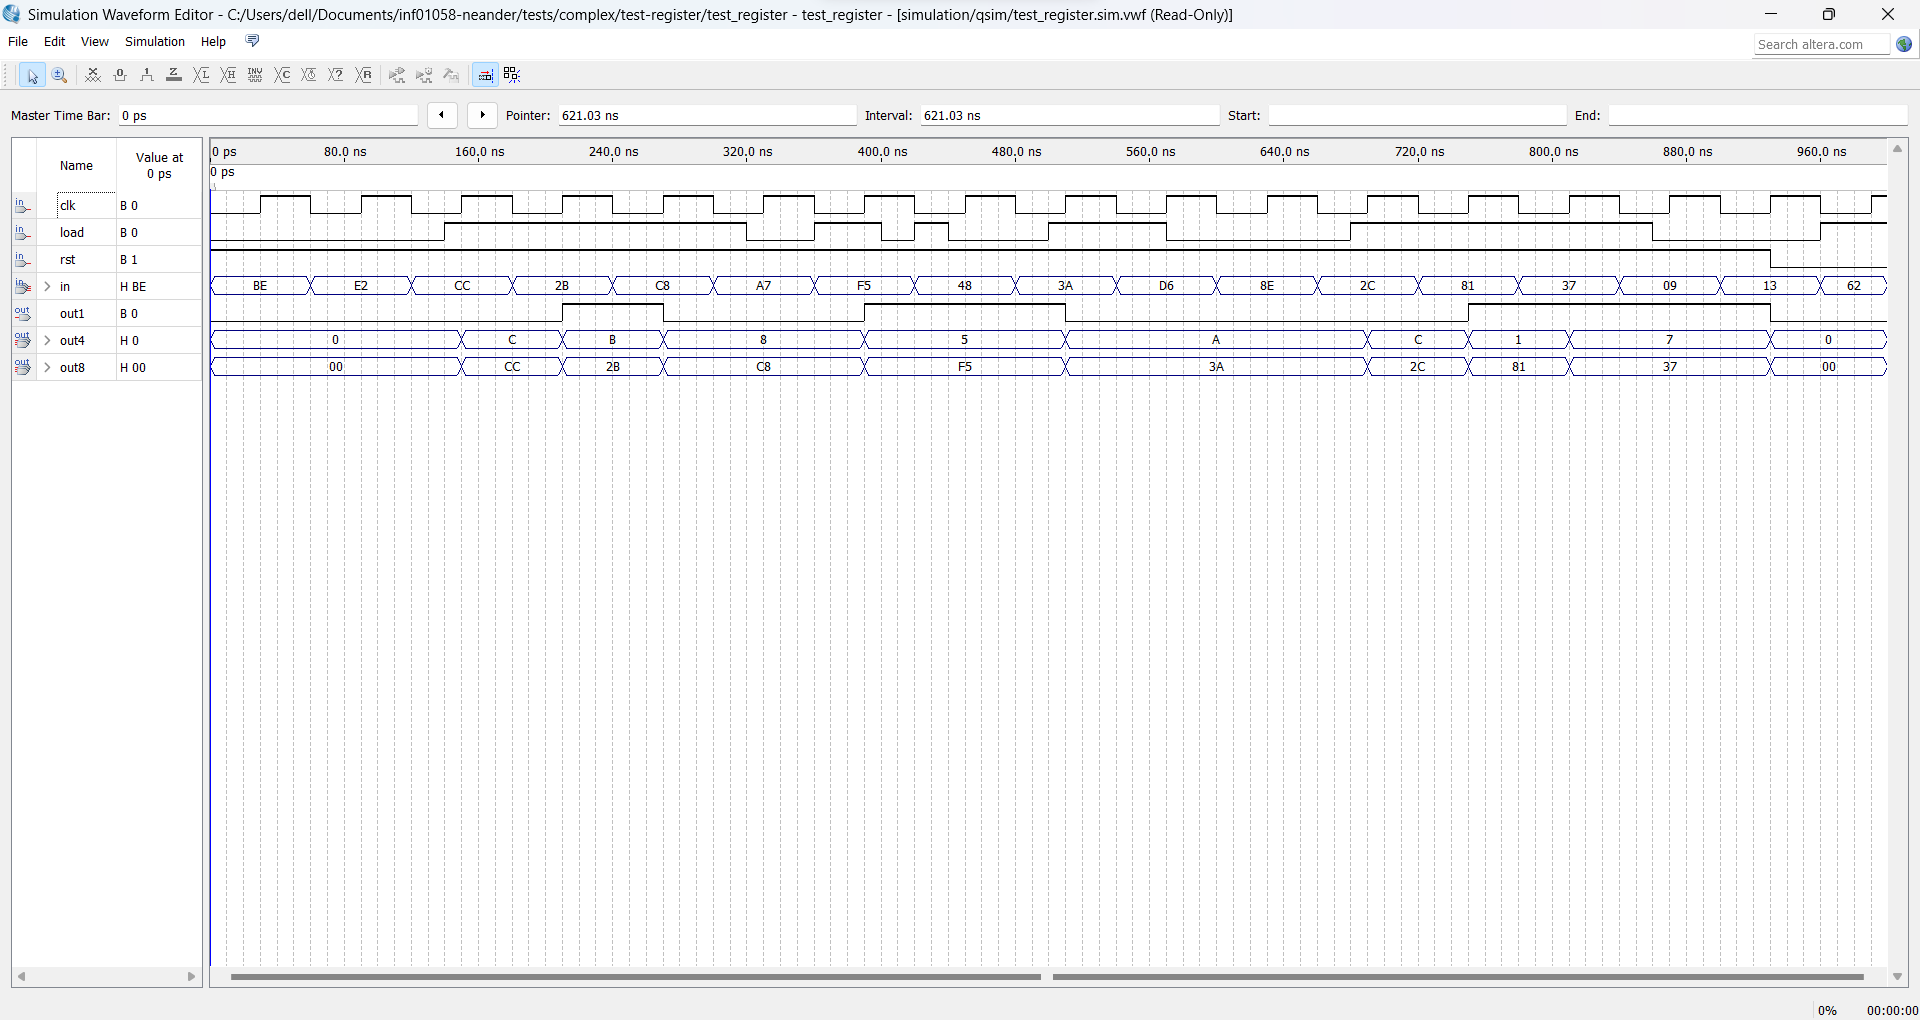 Simulation Waveform Editor - C:/Users/dell/Documents/inf01058-neander/tests/complex/test-register/test_register - test_register - [simulation/qsim/test_register.sim.vwf (Read-Only)]
File Edit View Simulation Help
Search altera.com
Master Time Bar: 0 ps Pointer: 621.03 ns Interval: 621.03 ns Start: End:
Name Value at 0 ps
0 ps 80.0 ns 160.0 ns 240.0 ns 320.0 ns 400.0 ns 480.0 ns 560.0 ns 640.0 ns 720.0 ns 800.0 ns 880.0 ns 960.0 ns
0 ps
in clk B 0
in load B 0
in rst B 1
in in H BE BE E2 CC 2B C8 A7 F5 48 3A D6 8E 2C 81 37 09 13 62
out out1 B 0
out out4 H 0 0 C B 8 5 A C 1 7 0
out out8 H 00 00 CC 2B C8 F5 3A 2C 81 37 00
0% 00:00:00